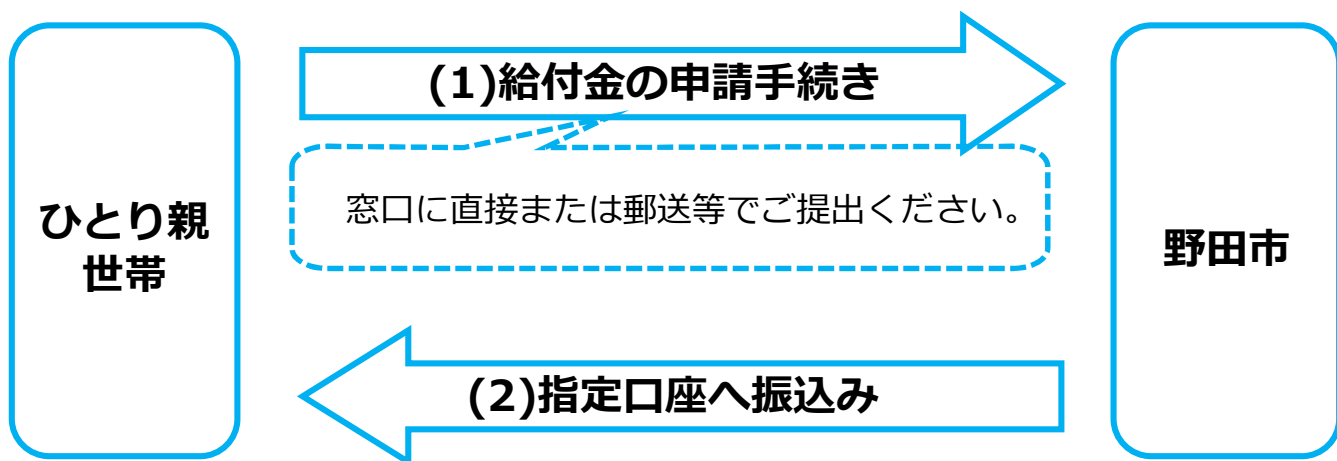 (1)給付金の申請手続き
窓口に直接または郵送等でご提出ください。
ひとり親
世帯
野田市
(2)指定口座へ振込み